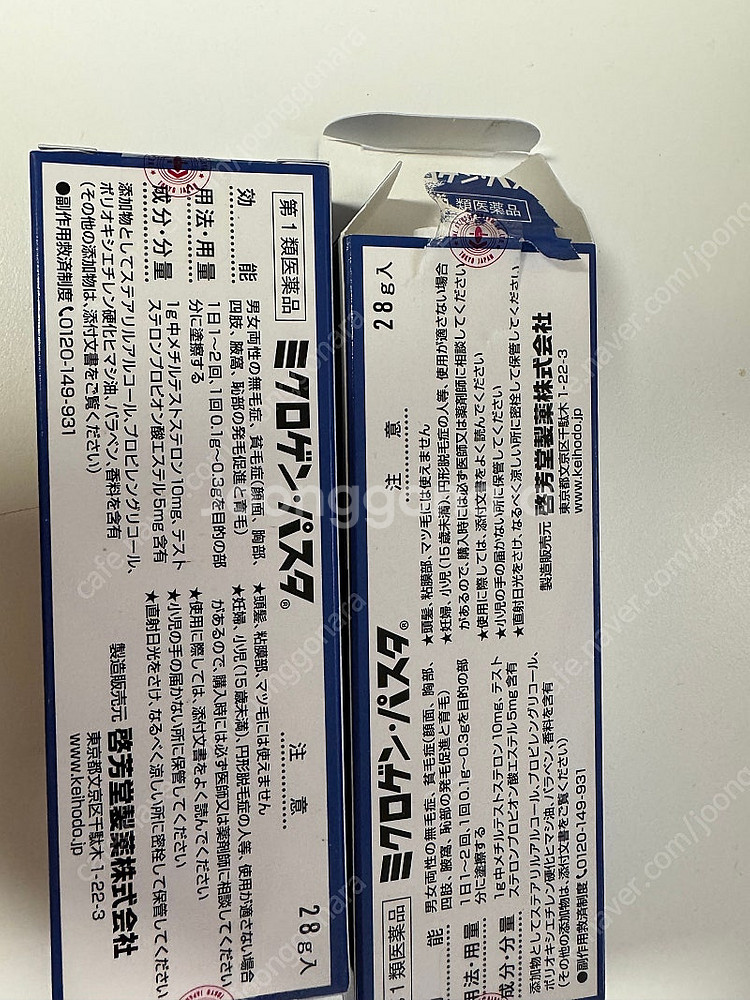 第1類医薬品
ミクロゲン・パスタ®
効　能
男女両性の無毛症、貧毛症(顔面、胸部、
四肢、腋窩、恥部の発毛促進と育毛)
用法・用量
1日1〜2回、1回0.1g〜0.3gを目的の部
分に塗擦する
成分・分量
1g中メチルテストステロン10mg、テスト
ステロンプロピオン酸エステル5mg含有
添加物としてステアリルアルコール、プロピレングリコール、
ポリオキシエチレン硬化ヒマシ油、パラベン、香料を含有
(その他の添加物は、添付文書をご覧ください)
●副作用救済制度 0120-149-931
注　意
★頭髪、粘膜部、マツ毛には使えません
★妊婦、小児(15歳未満)、円形脱毛症の人等、使用が適さない場合
があるので、購入時には必ず医師又は薬剤師に相談してください
★使用に際しては、添付文書をよく読んでください
★小児の手の届かない所に保管してください
★直射日光をさけ、なるべく涼しい所に密栓して保管してください
製造販売元 啓芳堂製薬株式会社
東京都文京区千駄木1-22-3
www.keihodo.jp
28g入
TOKYO JAPAN
ゲン・パス
類医薬品
TOKYO JAPAN
28g入
注　意
★頭髪、粘膜部、マツ毛には使えません
★妊婦、小児(15歳未満)、円形脱毛症の人等、使用が適さない場合
があるので、購入時には必ず医師又は薬剤師に相談してください
★使用に際しては、添付文書をよく読んでください
★小児の手の届かない所に保管してください
★直射日光をさけ、なるべく涼しい所に密栓して保管してください
製造販売元 啓芳堂製薬株式会社
東京都文京区千駄木1-22-3
www.keihodo.jp
第1類医薬品
ミクロゲン・パスタ®
能
男女両性の無毛症、貧毛症(顔面、胸部、
四肢、腋窩、恥部の発毛促進と育毛)
用法・用量
1日1〜2回、1回0.1g〜0.3gを目的の部
分に塗擦する
成分・分量
1g中メチルテストステロン10mg、テスト
ステロンプロピオン酸エステル5mg含有
添加物としてステアリルアルコール、プロピレングリコール、
ポリオキシエチレン硬化ヒマシ油、パラベン、香料を含有
(その他の添加物は、添付文書をご覧ください)
●副作用救済制度 0120-149-931
joonggonara
cafe.naver.com/joonggonara